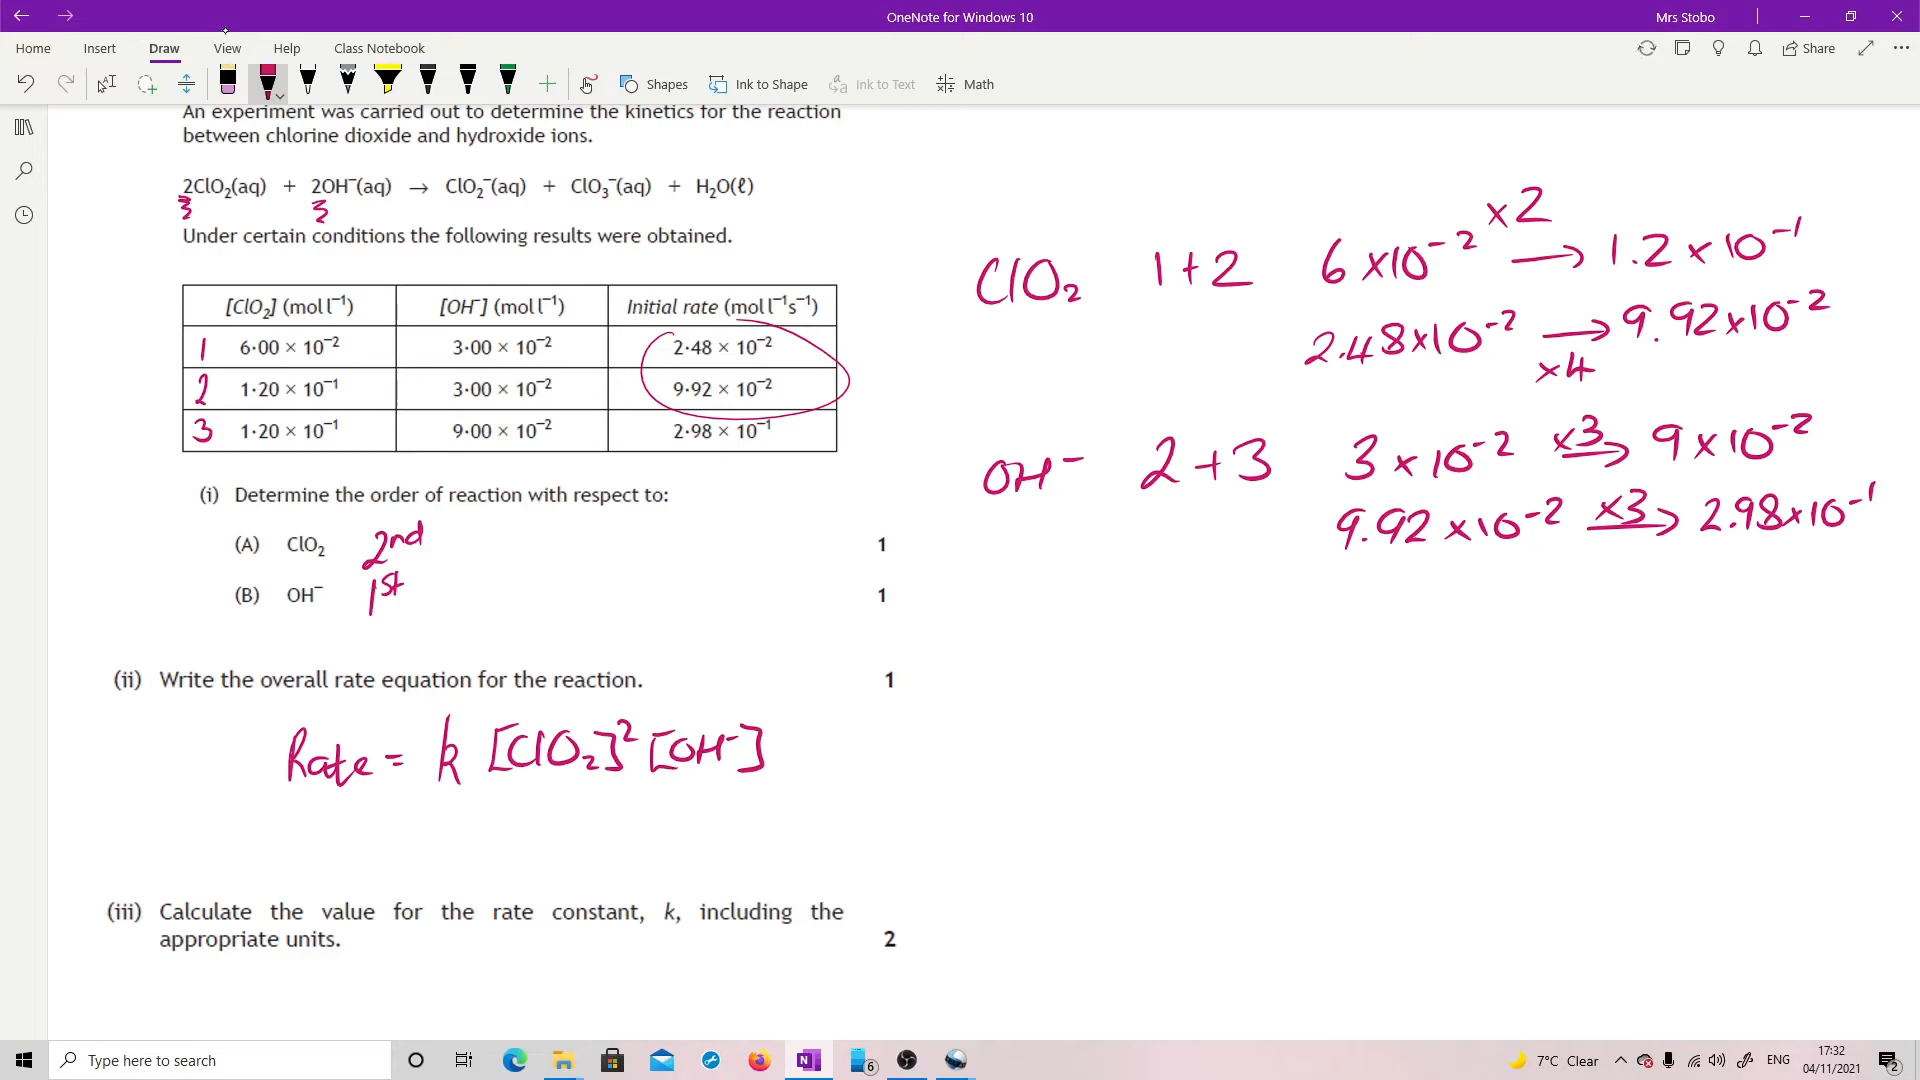 OneNote for Windows 10
Mrs Stobo
Home Insert Draw View Help Class Notebook
Share
Shapes Ink to Shape Ink to Text Math
An experiment was carried out to determine the kinetics for the reaction
between chlorine dioxide and hydroxide ions.
2ClO₂(aq) + 2OH⁻(aq) → ClO₂⁻(aq) + ClO₃⁻(aq) + H₂O(ℓ)
Under certain conditions the following results were obtained.
[ClO₂] (mol l⁻¹) [OH⁻] (mol l⁻¹) Initial rate (mol l⁻¹s⁻¹)
1 6·00 × 10⁻² 3·00 × 10⁻² 2·48 × 10⁻²
2 1·20 × 10⁻¹ 3·00 × 10⁻² 9·92 × 10⁻²
3 1·20 × 10⁻¹ 9·00 × 10⁻² 2·98 × 10⁻¹
(i) Determine the order of reaction with respect to:
(A) ClO₂ 2nd 1
(B) OH⁻ 1st 1
(ii) Write the overall rate equation for the reaction. 1
Rate = k [ClO₂]² [OH⁻]
(iii) Calculate the value for the rate constant, k, including the
appropriate units. 2
×2
ClO₂ 1+2 6×10⁻² → 1.2×10⁻¹
2.48×10⁻² → 9.92×10⁻²
×4
OH⁻ 2+3 3×10⁻² ×3 → 9×10⁻²
9.92×10⁻² ×3 → 2.98×10⁻¹
Type here to search
6
7°C Clear
ENG
17:32
04/11/2021
2